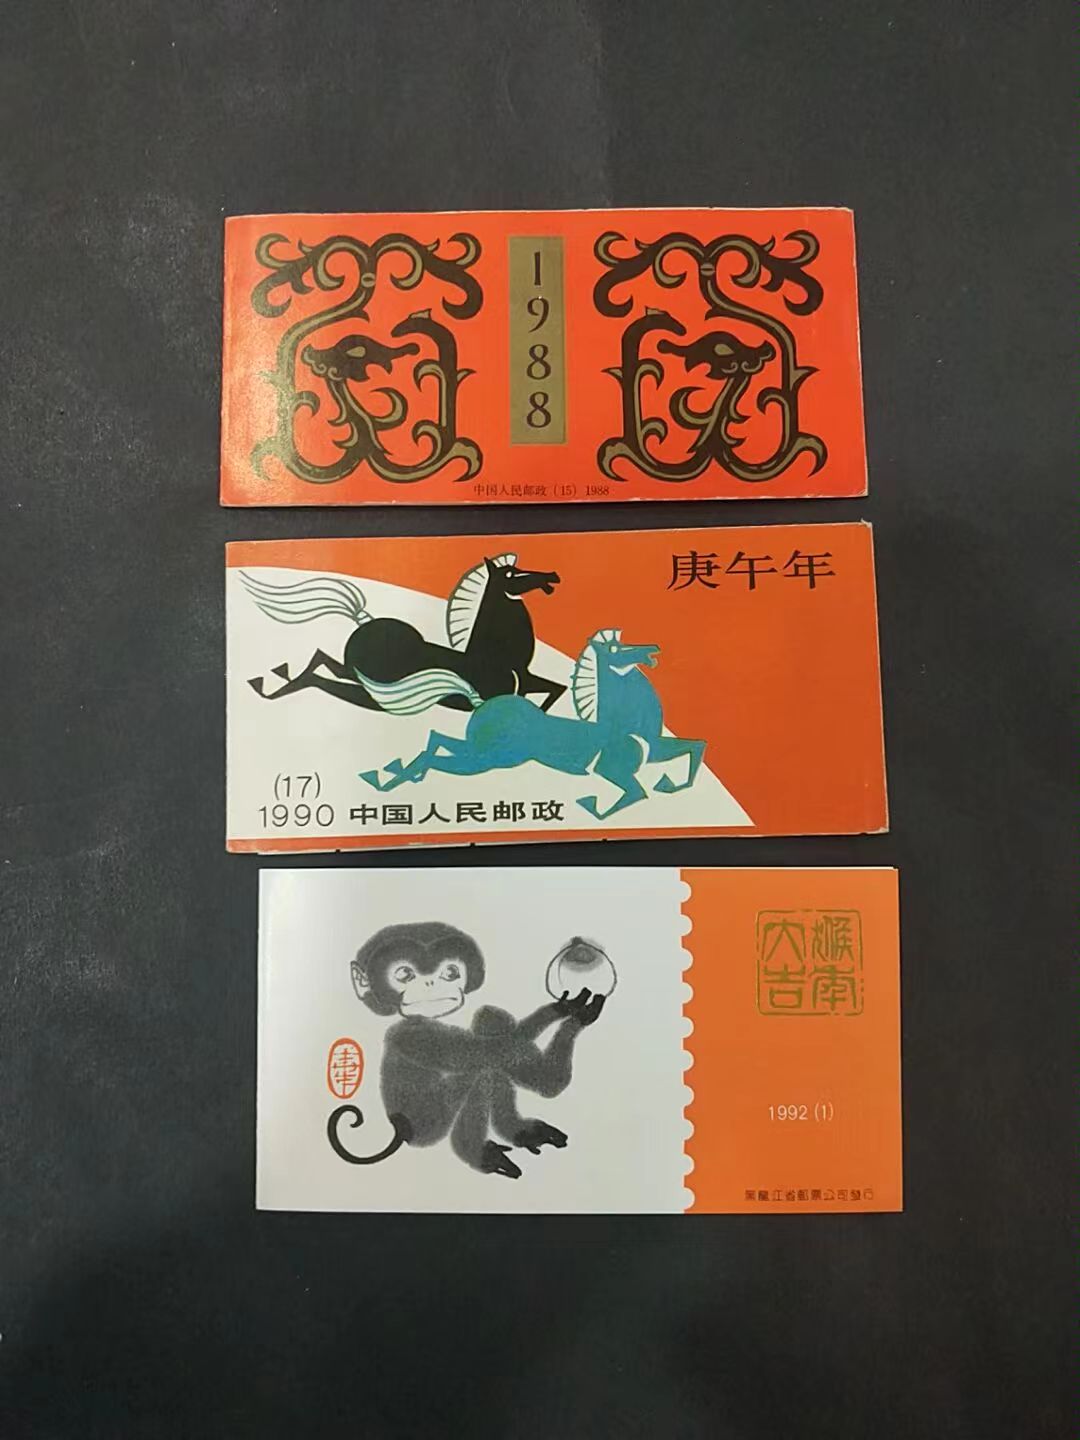 1988
中国人民邮政（15）1988
庚午年
(17)
1990 中国人民邮政
猴年
大吉
1992 (1)
黑龍江省郵票公司發行